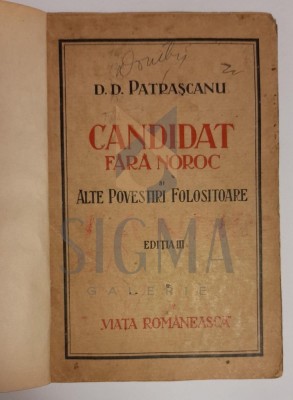 D. D. PATRAȘCANU
CANDIDAT
FĂRĂ NOROC
și
ALTE POVESTIRI FOLOSITOARE
SIGMA
EDIȚIA III
GALERIE
„VIAȚA ROMÂNEASCĂ”